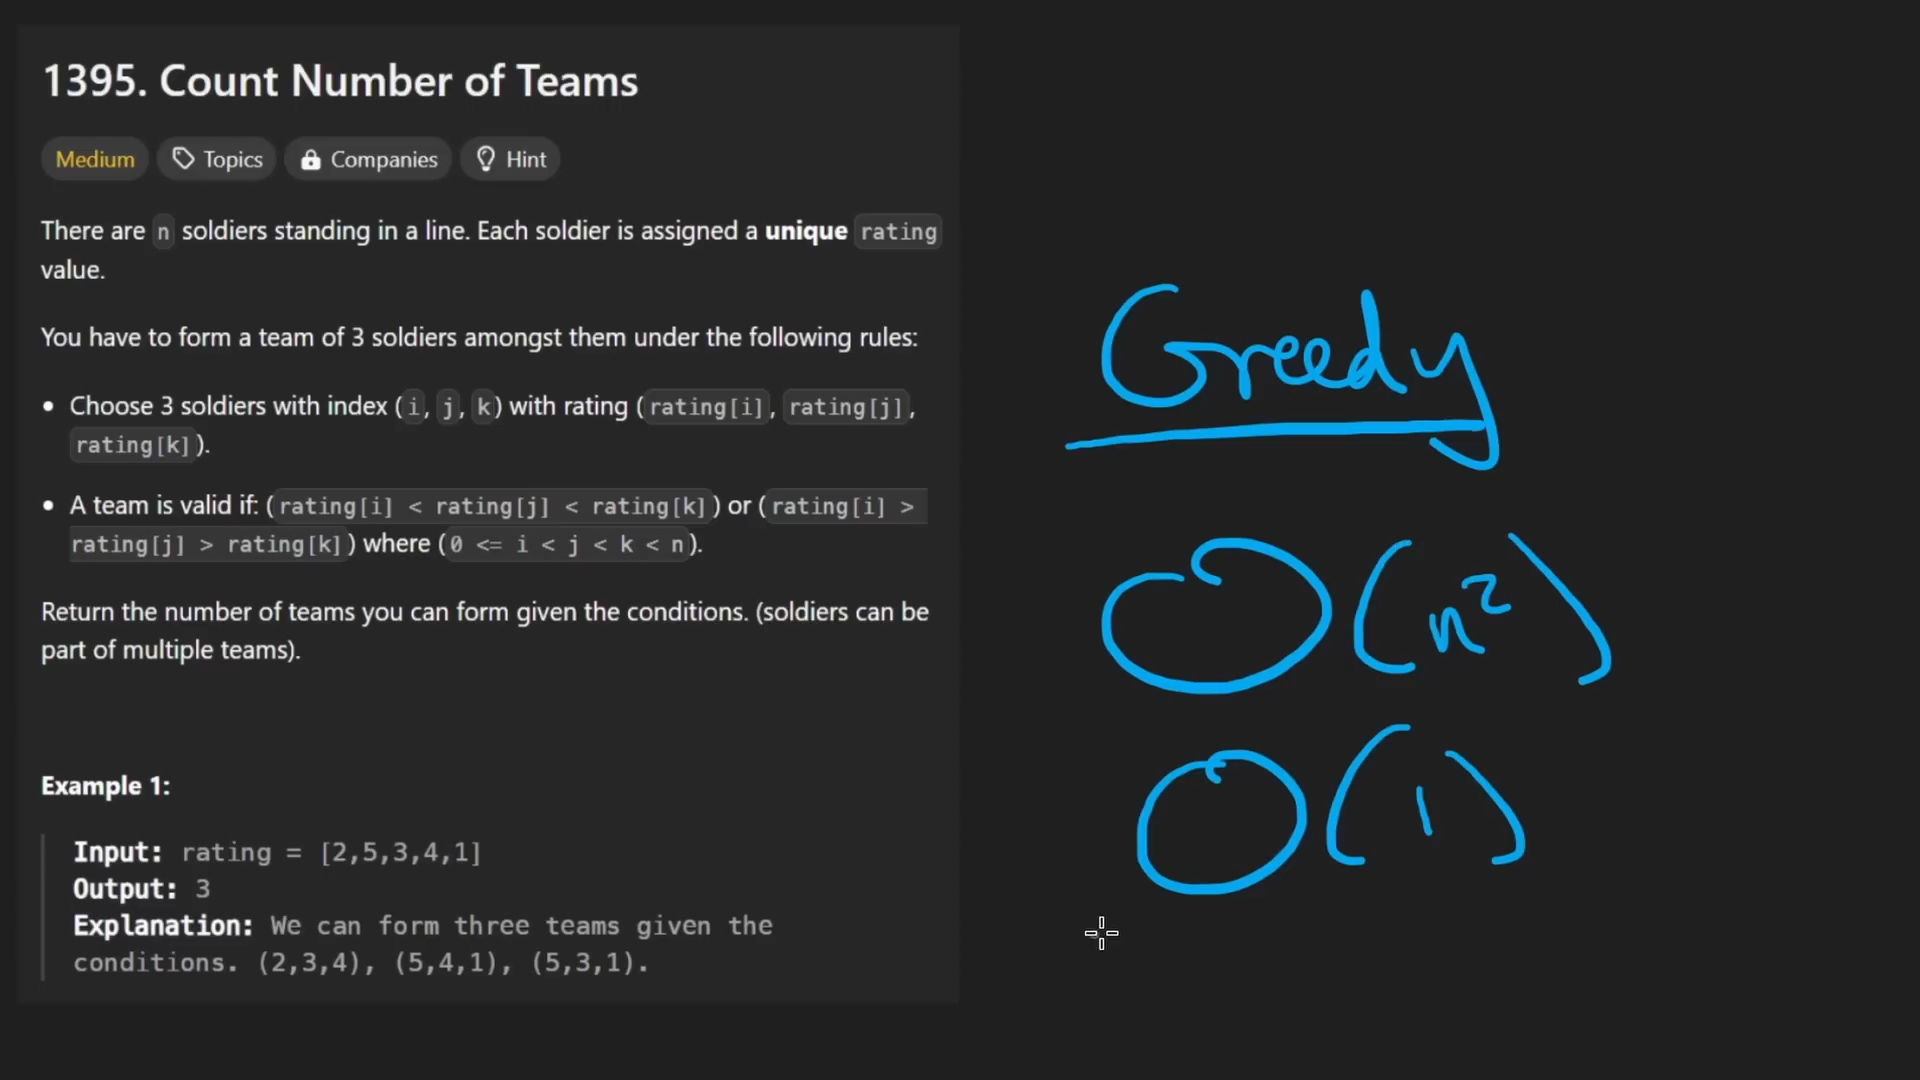 1395. Count Number of Teams
Medium Topics Companies Hint
There are n soldiers standing in a line. Each soldier is assigned a unique rating
value.
You have to form a team of 3 soldiers amongst them under the following rules:
• Choose 3 soldiers with index (i, j, k) with rating (rating[i], rating[j],
rating[k]).
• A team is valid if: (rating[i] < rating[j] < rating[k]) or (rating[i] >
rating[j] > rating[k]) where (0 <= i < j < k < n).
Return the number of teams you can form given the conditions. (soldiers can be
part of multiple teams).
Example 1:
Input: rating = [2,5,3,4,1]
Output: 3
Explanation: We can form three teams given the
conditions. (2,3,4), (5,4,1), (5,3,1).
Greedy
O(n²)
O(1)